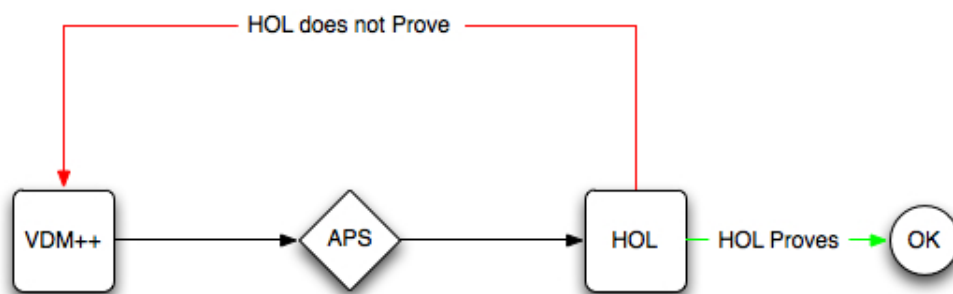 HOL does not Prove
VDM++
APS
HOL
HOL Proves
OK